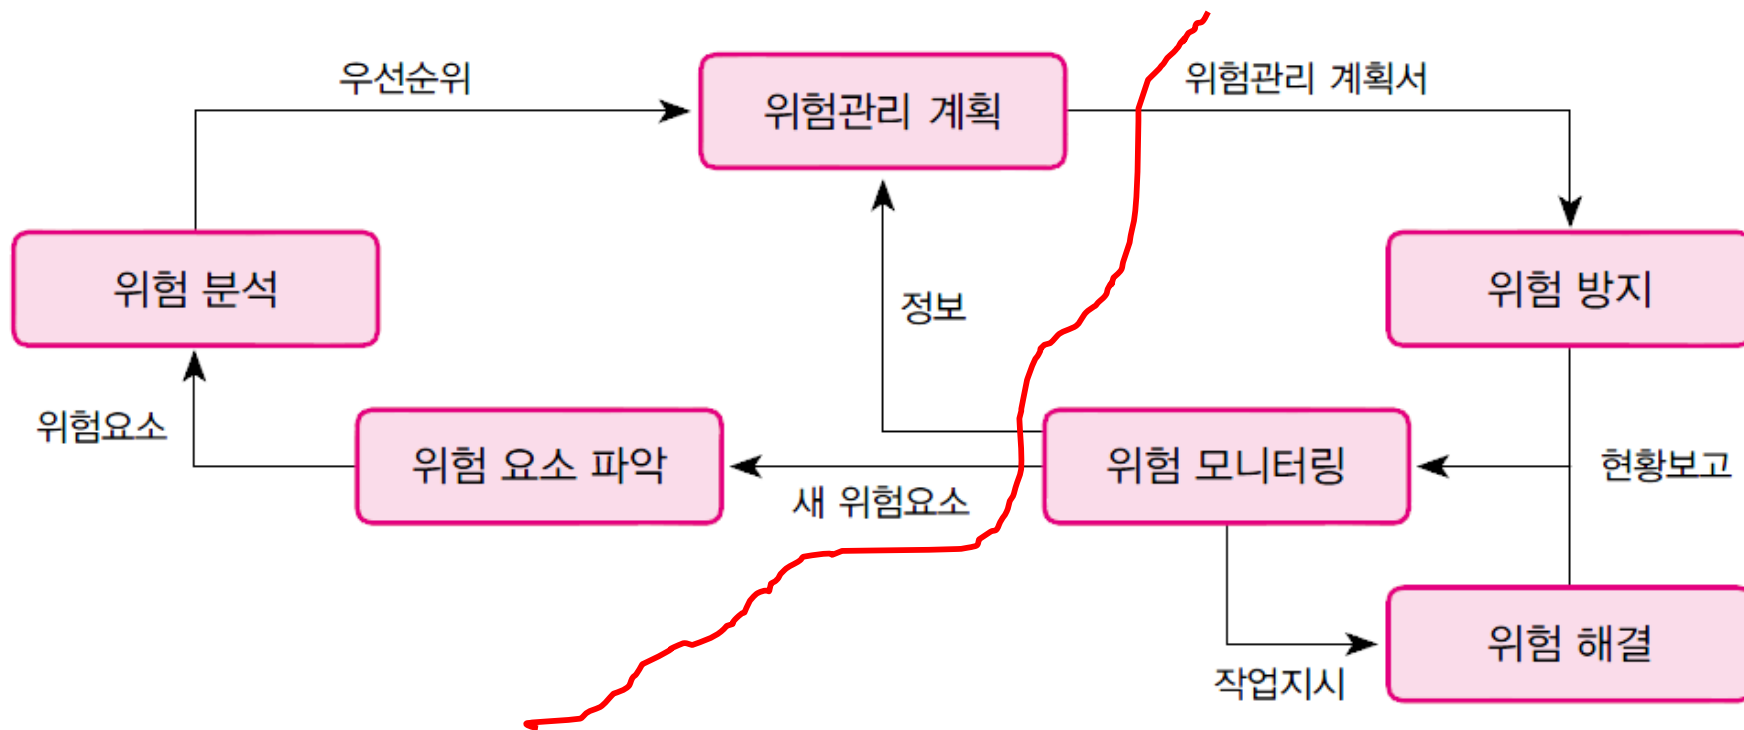 우선순위
위험관리 계획
위험관리 계획서
위험 분석
정보
위험 방지
위험요소
위험 요소 파악
새 위험요소
위험 모니터링
현황보고
작업지시
위험 해결